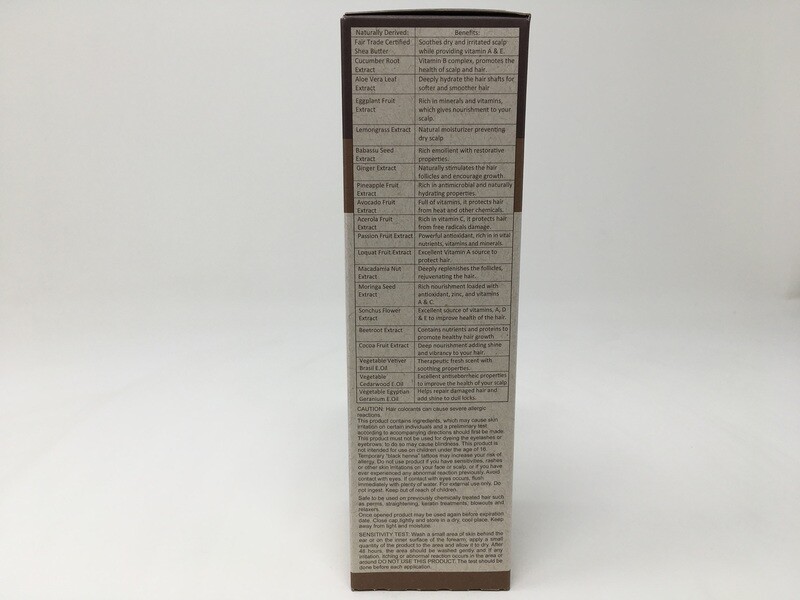 Naturally Derived: Benefits:
Fair Trade Certified Soothes dry and irritated scalp
Shea Butter while providing vitamin A & E.
Cucumber Root Vitamin B complex, promotes the
Extract health of scalp and hair.
Aloe Vera Leaf Deeply hydrate the hair shafts for
Extract softer and smoother hair
Eggplant Fruit Rich in minerals and vitamins,
Extract which gives nourishment to your
scalp.
Lemongrass Extract Natural moisturizer preventing
dry scalp
Babassu Seed Rich emollient with restorative
Extract properties.
Ginger Extract Naturally stimulates the hair
follicles and encourage growth.
Pineapple Fruit Rich in antimicrobial and naturally
Extract hydrating properties.
Avocado Fruit Full of vitamins, it protects hair
Extract from heat and other chemicals.
Acerola Fruit Rich in vitamin C, it protects hair
Extract from free radicals damage.
Passion Fruit Extract Powerful antioxidant, rich in in vital
nutrients, vitamins and minerals.
Loquat Fruit Extract Excellent Vitamin A source to
protect hair.
Macadamia Nut Deeply replenishes the follicles,
Extract rejuvenating the hair.
Moringa Seed Rich nourishment loaded with
Extract antioxidant, zinc, and vitamins
A & C.
Sonchus Flower Excellent source of vitamins, A, D
Extract & E to improve health of the hair.
Beetroot Extract Contains nutrients and proteins to
promote healthy hair growth.
Cocoa Fruit Extract Deep nourishment adding shine
and vibrancy to your hair.
Vegetable Vetiver Therapeutic fresh scent with
Brasil E.Oil soothing properties.
Vegetable Excellent antiseborrheic properties
Cedarwood E.Oil to improve the health of your scalp
Vegetable Egyptian Helps repair damaged hair and
Geranium E.Oil. add shine to dull locks.
CAUTION: Hair colorants can cause severe allergic
reactions.
This product contains ingredients, which may cause skin
irritation on certain individuals and a preliminary test
according to accompanying directions should first be made.
This product must not be used for dyeing the eyelashes or
eyebrows; to do so may cause blindness. This product is
not intended for use on children under the age of 16.
Temporary "black henna" tattoos may increase your risk of
allergy. Do not use product if you have sensitivities, rashes
or other skin irritations on your face or scalp, or if you have
ever experienced any abnormal reaction previously. Avoid
contact with eyes. If contact with eyes occurs, flush
immediately with plenty of water. For external use only. Do
not ingest. Keep out of reach of children.
Safe to be used on previously chemically treated hair such
as perms, straightening, keratin treatments, blowouts and
relaxers.
Once opened product may be used again before expiration
date. Close cap tightly and store in a dry, cool place. Keep
away from light and moisture.
SENSITIVITY TEST: Wash a small area of skin behind the
ear or on the inner surface of the forearm; apply a small
quantity of the product to the area and allow it to dry. After
48 hours, the area should be washed gently and if any
irritation, itching or abnormal reaction occurs in the area or
around DO NOT USE THIS PRODUCT. The test should be
done before each application.